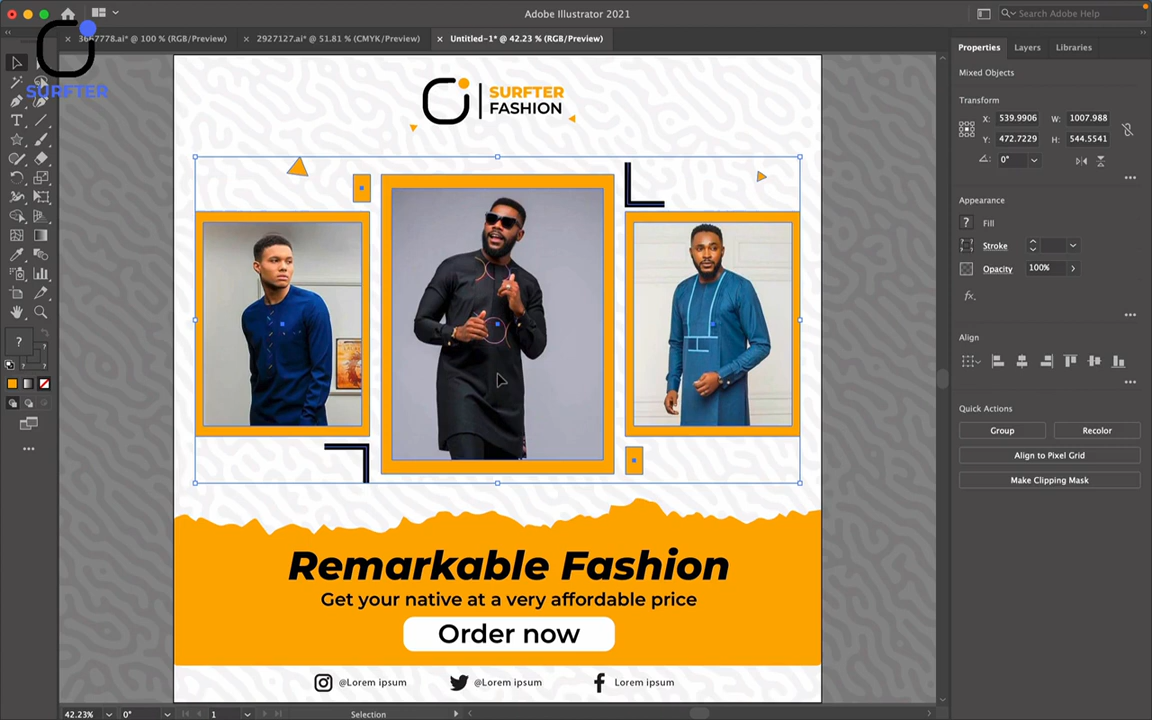 Adobe Illustrator 2021
Search Adobe Help
% (RGB/Preview)
2927127.ai* @ 51.81 % (CMYK/Preview)
Untitled-1* @ 42.23 % (RGB/Preview)
SURFTER
Properties
Layers
Libraries
Mixed Objects
Transform
X: 539.9906
W: 1007.988
Y: 472.7229
H: 544.5541
0°
Appearance
? Fill
Stroke
Opacity 100%
fx.
Align
Quick Actions
Group
Recolor
Align to Pixel Grid
Make Clipping Mask
SURFTER
FASHION
Remarkable Fashion
Get your native at a very affordable price
Order now
@Lorem ipsum
@Lorem ipsum
Lorem ipsum
42.23%
0°
1
Selection